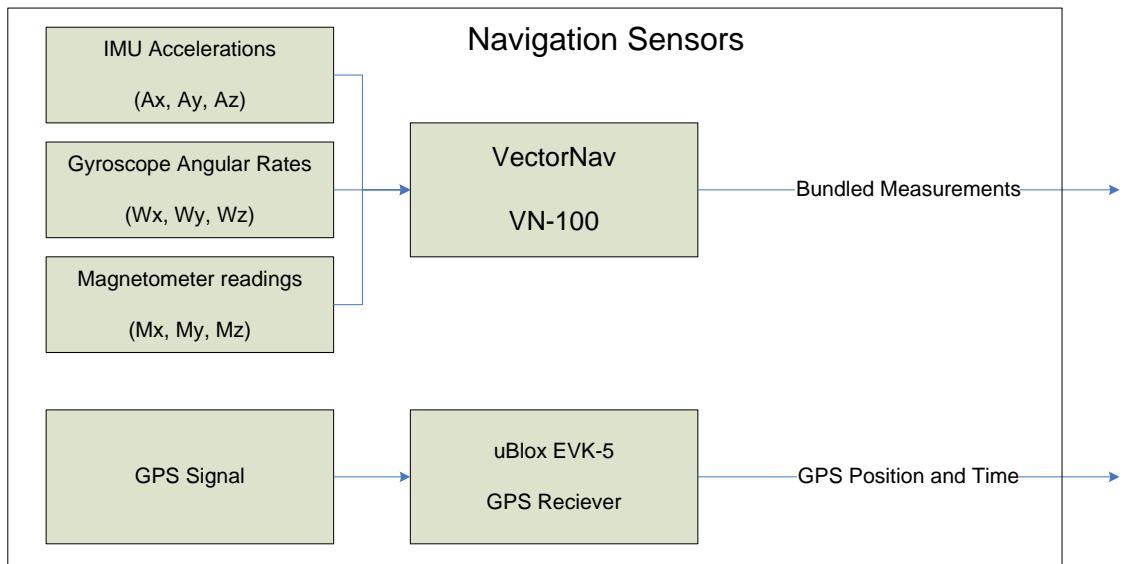 Navigation Sensors
IMU Accelerations
(Ax, Ay, Az)
Gyroscope Angular Rates
(Wx, Wy, Wz)
Magnetometer readings
(Mx, My, Mz)
VectorNav
VN-100
Bundled Measurements
GPS Signal
uBlox EVK-5
GPS Reciever
GPS Position and Time